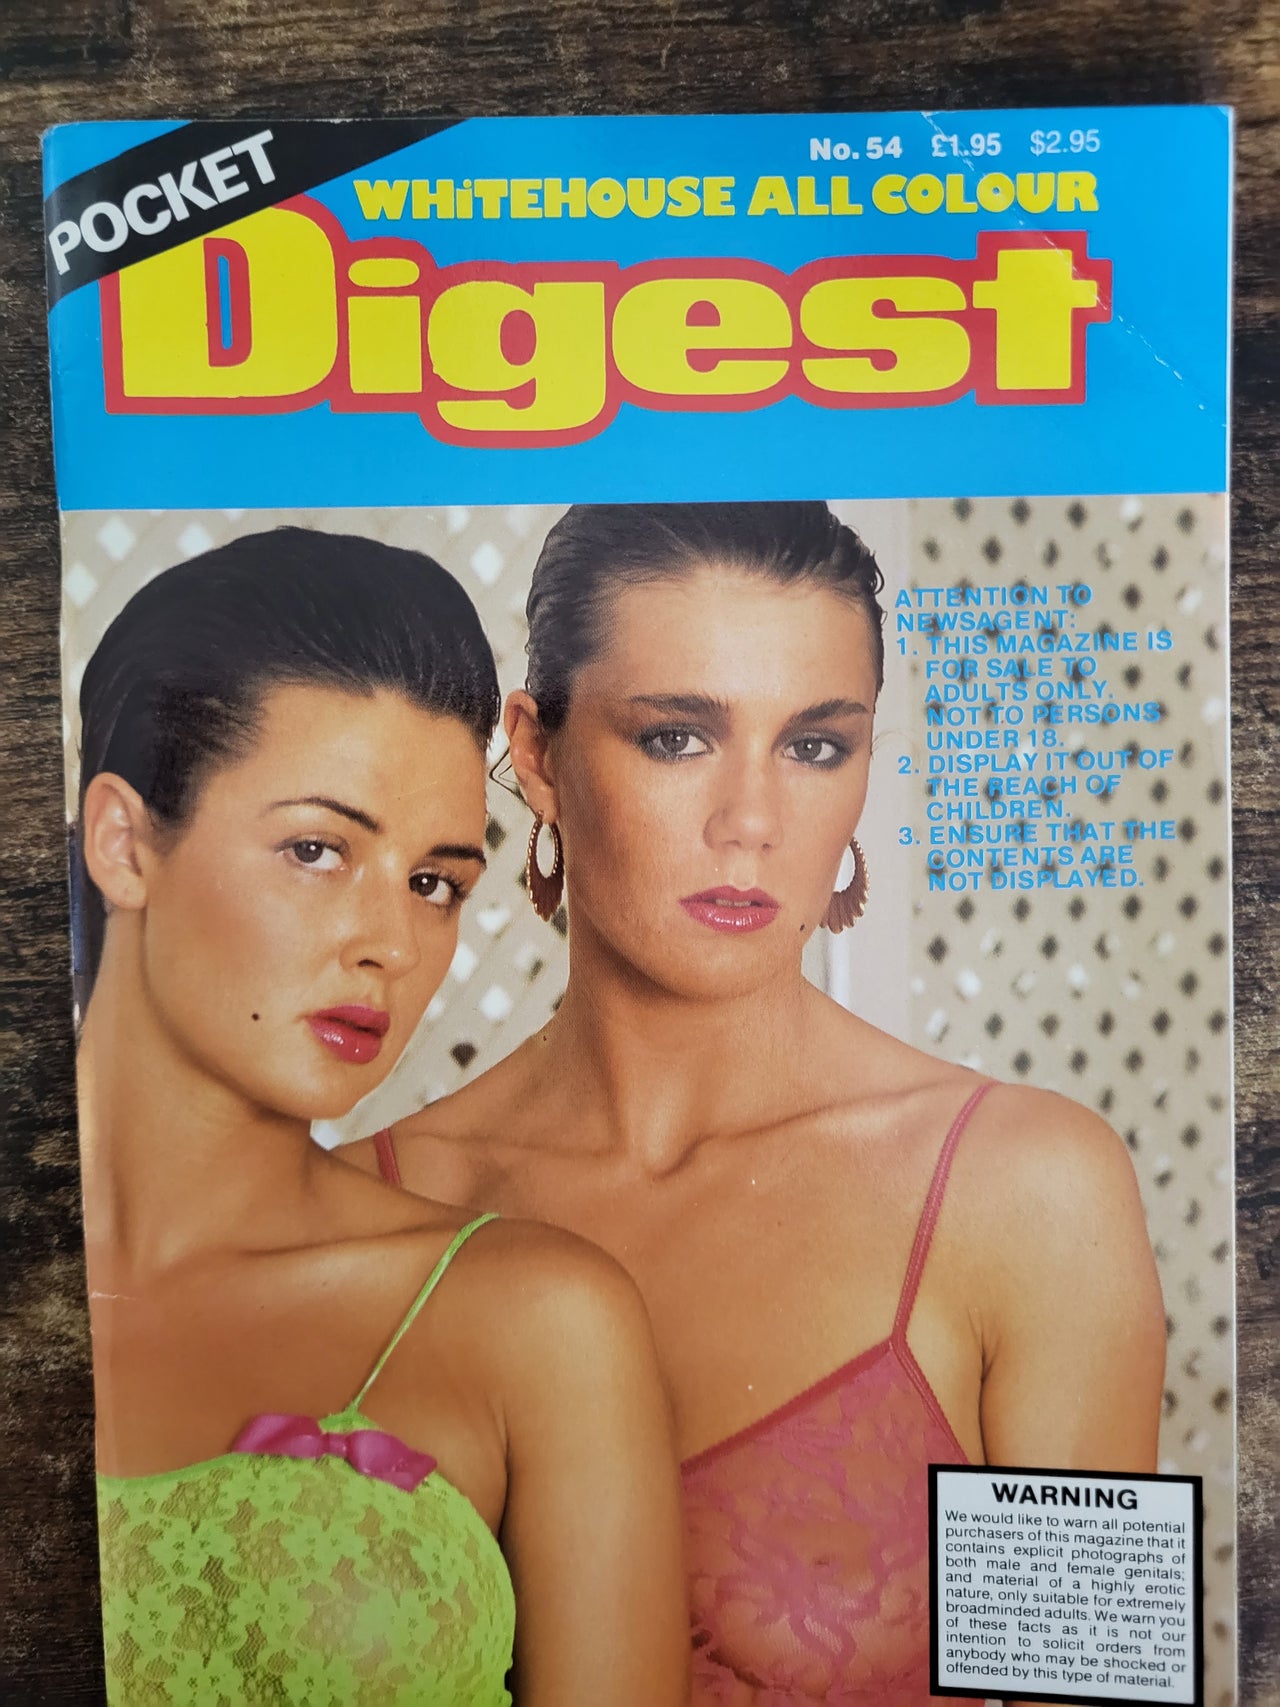 POCKET
No. 54 £1.95 $2.95
WHiTEHOUSE ALL COLOUR
Digest
ATTENTION TO
NEWSAGENT:
1. THIS MAGAZINE IS
FOR SALE TO
ADULTS ONLY.
NOT TO PERSONS
UNDER 18.
2. DISPLAY IT OUT OF
THE REACH OF
CHILDREN.
3. ENSURE THAT THE
CONTENTS ARE
NOT DISPLAYED.
WARNING
We would like to warn all potential
purchasers of this magazine that it
contains explicit photographs of
both male and female genitals;
and material of a highly erotic
nature, only suitable for extremely
broadminded adults. We warn you
of these facts as it is not our
intention to solicit orders from
anybody who may be shocked or
offended by this type of material.